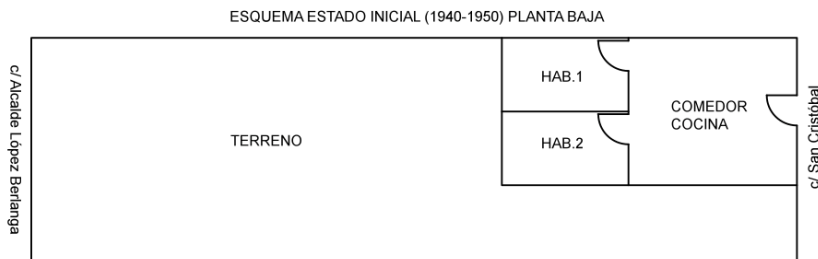 ESQUEMA ESTADO INICIAL (1940-1950) PLANTA BAJA
c/ Alcalde López Berlanga
TERRENO
HAB.1
HAB.2
COMEDOR
COCINA
c/ San Cristóbal